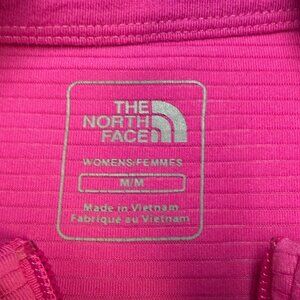 THE
NORTH
FACE
WOMENS/FEMMES
M/M
Made in Vietnam
Fabriqué au Vietnam